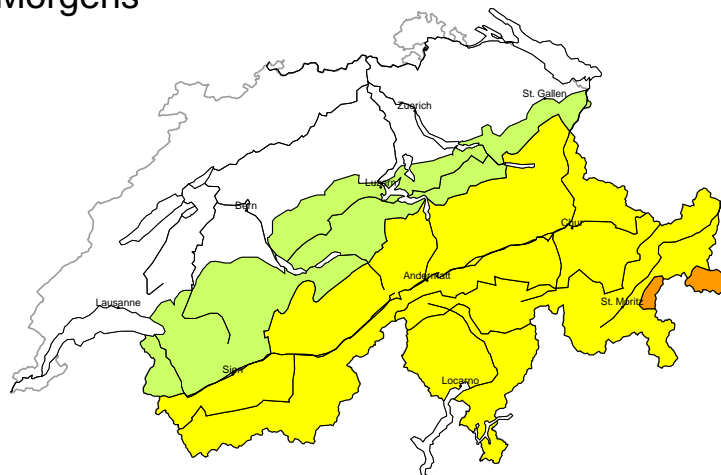 Morgens
St. Gallen
Zuerich
Luzern
Bern
Chur
Andermatt
Lausanne
St. Moritz
Sion
Locarno